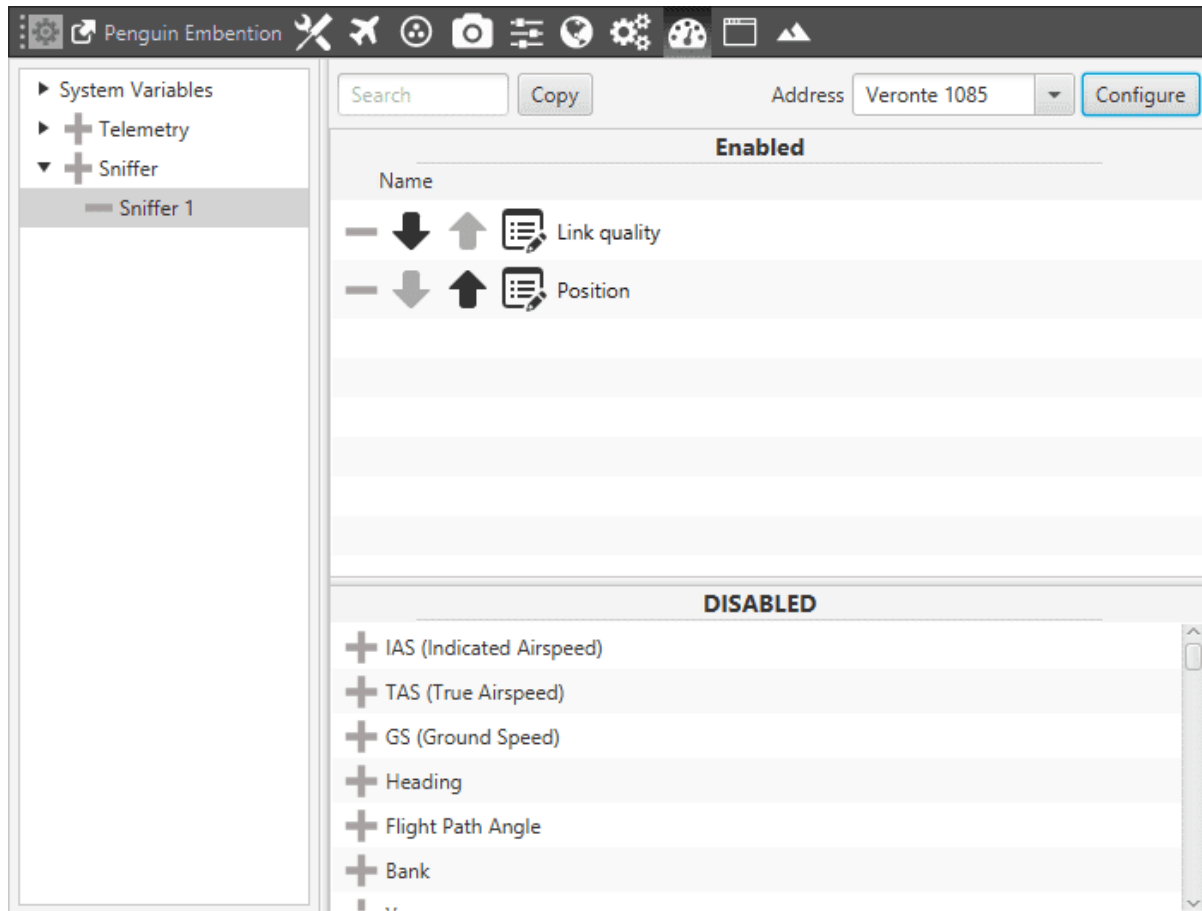 Penguin Embention
System Variables
Telemetry
Sniffer
Sniffer 1
Search
Copy
Address
Veronte 1085
Configure
Enabled
Name
Link quality
Position
DISABLED
IAS (Indicated Airspeed)
TAS (True Airspeed)
GS (Ground Speed)
Heading
Flight Path Angle
Bank